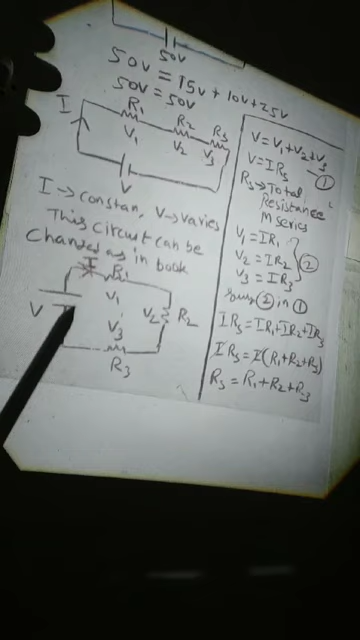 50V
50V = 15V + 10V + 25V
50V = 50V
I
R1
R2
R3
V1
V2
V3
V
I → constan, V → varies
This circuit can be
Changed as in book
I
R1
V1
V
V2
R2
V3
R3
V = V1 + V2 + V3
V = IRs
①
Rs → Total
Resistance
in series
V1 = IR1
V2 = IR2
②
V3 = IR3
② in ①
IRs = IR1 + IR2 + IR3
IRs = I(R1 + R2 + R3)
Rs = R1 + R2 + R3